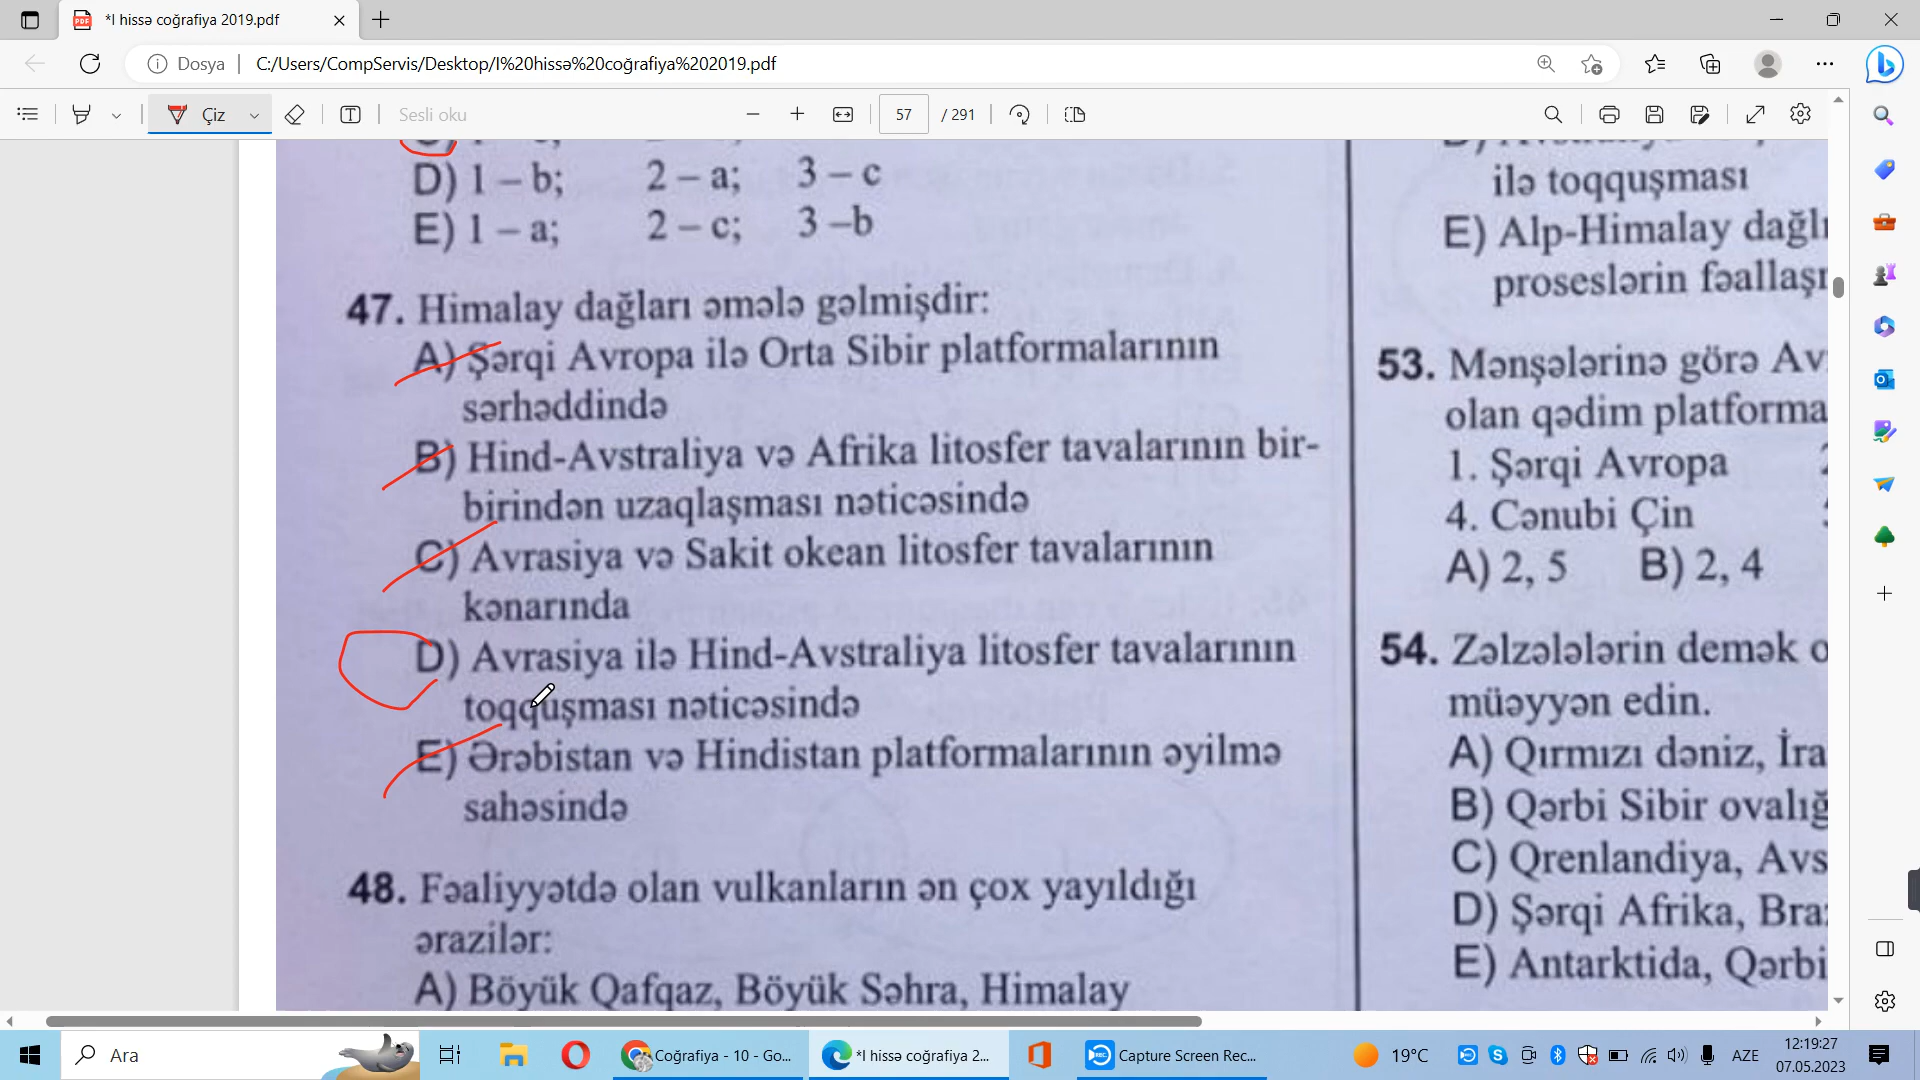 *I hissə coğrafiya 2019.pdf
Dosya C:/Users/CompServis/Desktop/I%20hissə%20coğrafiya%202019.pdf
Çiz Sesli oku 57 / 291
D) 1 – b; 2 – a; 3 – c
E) 1 – a; 2 – c; 3 –b
47. Himalay dağları əmələ gəlmişdir:
A) Şərqi Avropa ilə Orta Sibir platformalarının
sərhəddində
B) Hind-Avstraliya və Afrika litosfer tavalarının bir-
birindən uzaqlaşması nəticəsində
C) Avrasiya və Sakit okean litosfer tavalarının
kənarında
D) Avrasiya ilə Hind-Avstraliya litosfer tavalarının
toqquşması nəticəsində
E) Ərəbistan və Hindistan platformalarının əyilmə
sahəsində
48. Fəaliyyətdə olan vulkanların ən çox yayıldığı
ərazilər:
A) Böyük Qafqaz, Böyük Səhra, Himalay
ilə toqquşması
E) Alp-Himalay dağlı
proseslərin fəallaşı
53. Mənşələrinə görə Av
olan qədim platforma
1. Şərqi Avropa
4. Cənubi Çin
A) 2, 5 B) 2, 4
54. Zəlzələlərin demək o
müəyyən edin.
A) Qırmızı dəniz, İra
B) Qərbi Sibir ovalığ
C) Qrenlandiya, Avs
D) Şərqi Afrika, Bra
E) Antarktida, Qərbi
Ara
Coğrafiya - 10 - Go...
*I hissə coğrafiya 2...
Capture Screen Rec...
19°C
AZE
12:19:27
07.05.2023